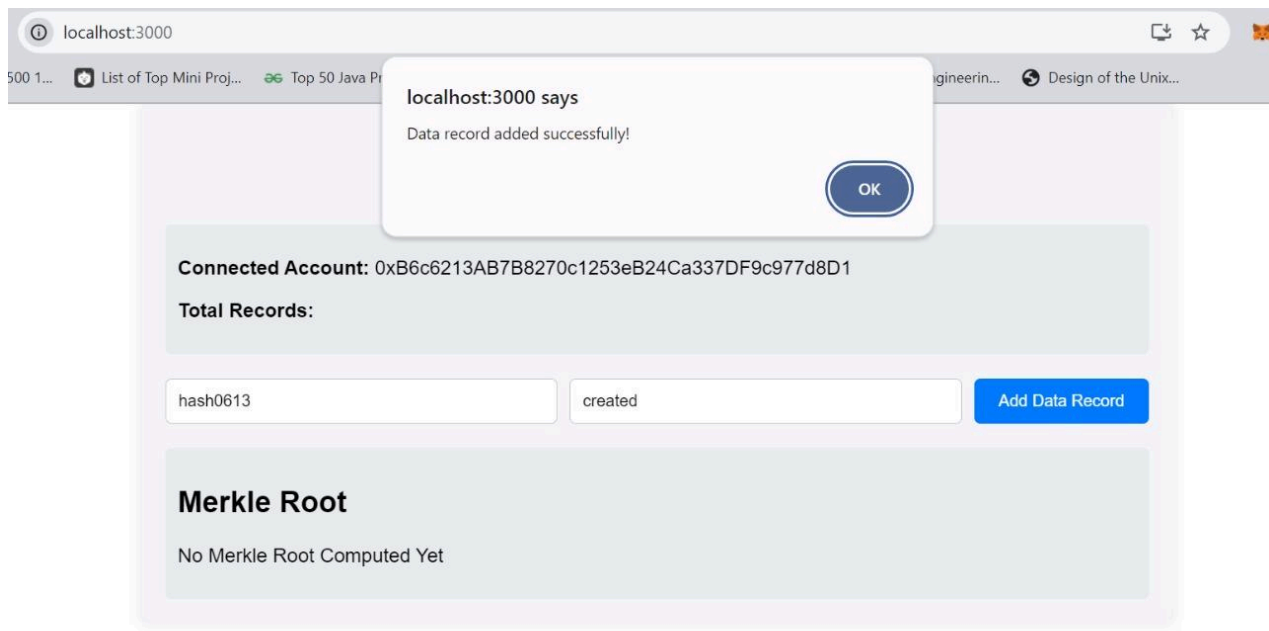 localhost:3000
500 1... List of Top Mini Proj... Top 50 Java Pr gineerin... Design of the Unix...
localhost:3000 says
Data record added successfully!
OK
Connected Account: 0xB6c6213AB7B8270c1253eB24Ca337DF9c977d8D1
Total Records:
hash0613 created Add Data Record
Merkle Root
No Merkle Root Computed Yet